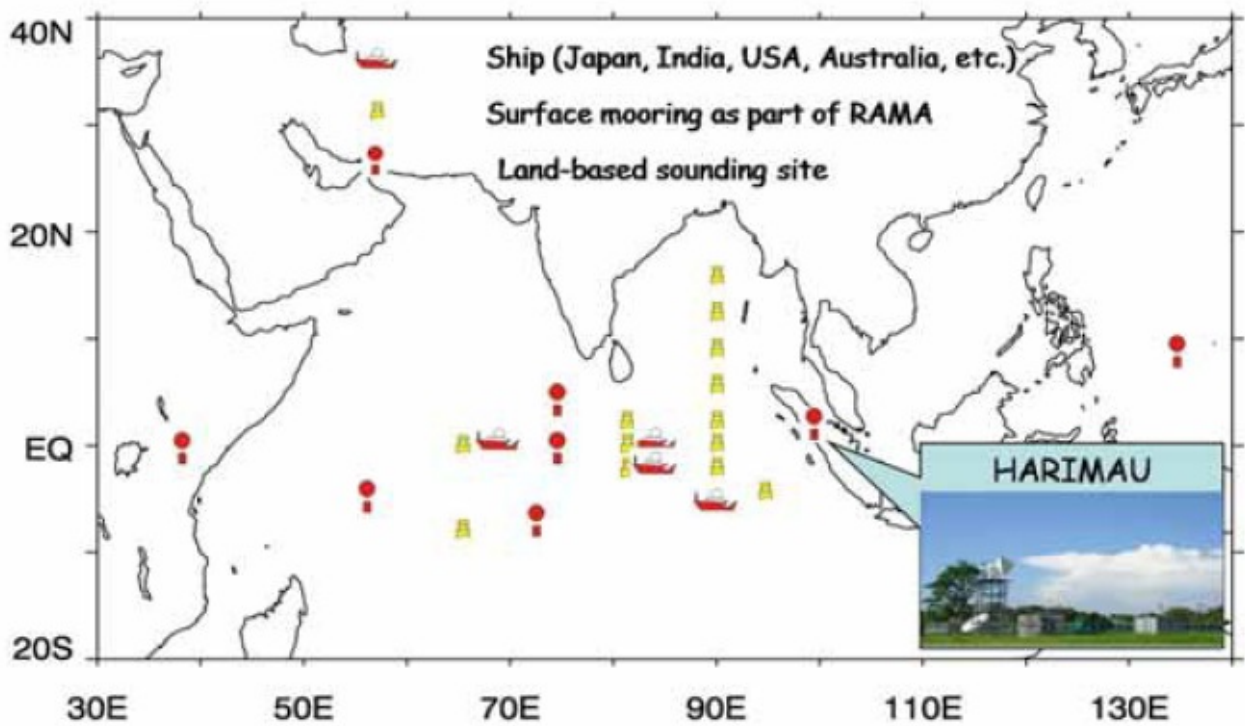 40N
Ship (Japan, India, USA, Australia, etc.)
Surface mooring as part of RAMA
Land-based sounding site
20N
EQ
HARIMAU
20S
30E 50E 70E 90E 110E 130E